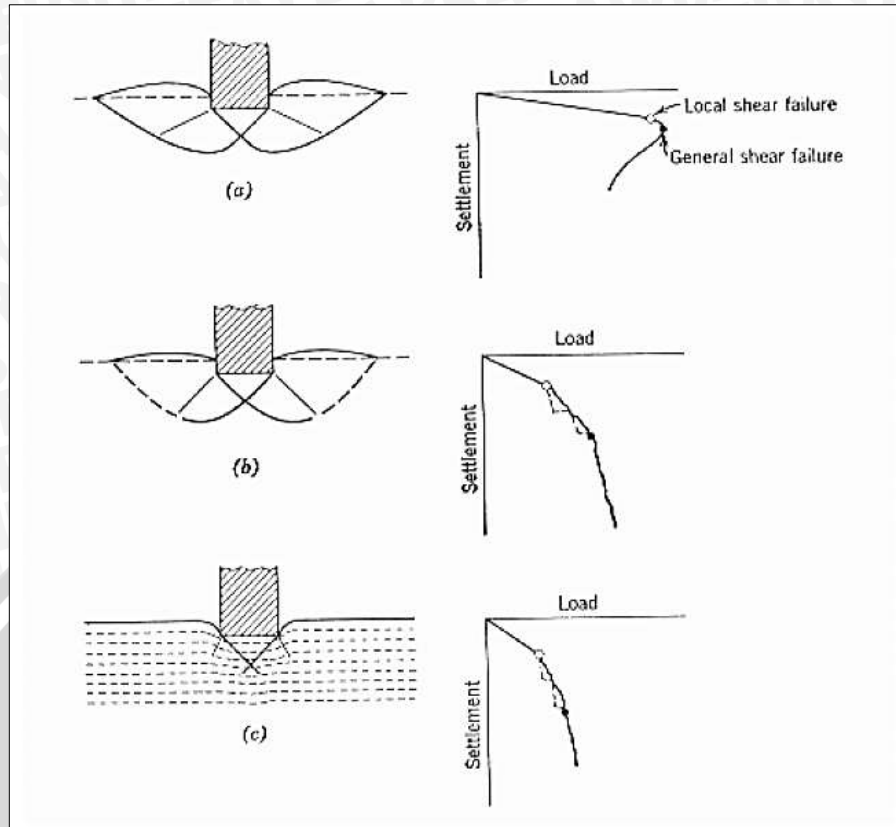 Load
Local shear failure
General shear failure
Settlement
(a)
Load
Settlement
(b)
Load
Settlement
(c)